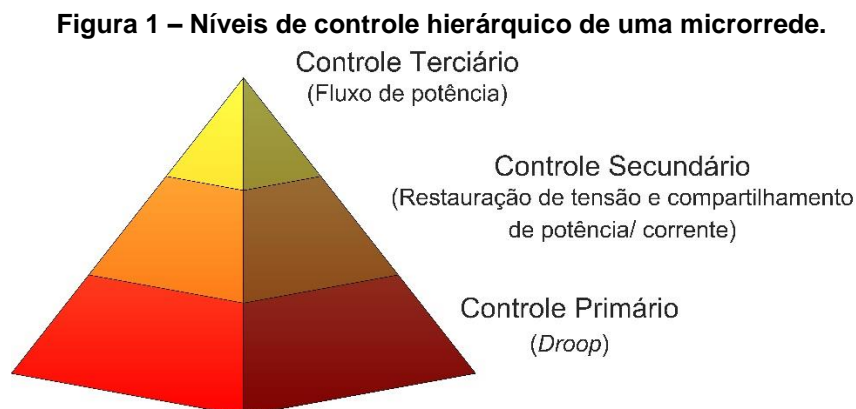 Figura 1 – Níveis de controle hierárquico de uma microrrede.
Controle Terciário
(Fluxo de potência)
Controle Secundário
(Restauração de tensão e compartilhamento
de potência/ corrente)
Controle Primário
(Droop)